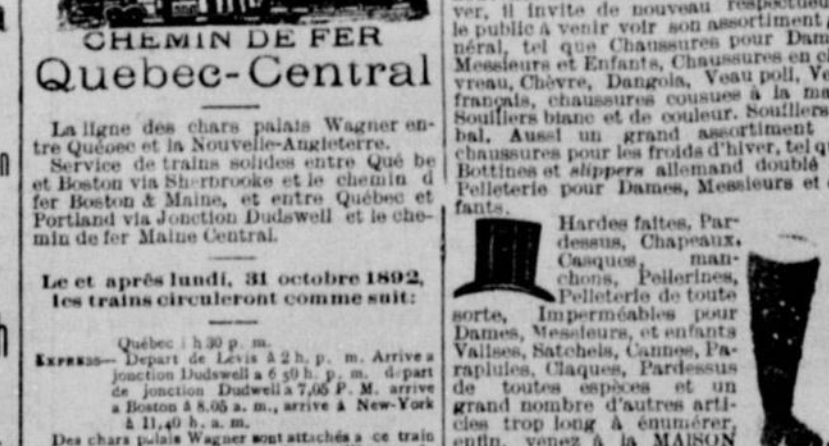 CHEMIN DE FER
Quebec-Central
La ligne des chars palais Wagner en-
tre Québec et la Nouvelle-Angleterre.
Service de trains solides entre Qué be
et Boston via Sherbrooke et le chemin d
fer Boston & Maine, et entre Québec et
Portland via Jonction Dudswell et le che-
min de fer Maine Central.
Le et après lundi, 31 octobre 1892,
les trains circuleront comme suit:
Québec 1 h 30 p. m.
EXPRESS— Depart de Levis à 2 h. p. m. Arrive a
jonction Dudswell a 6 50 h. p. m. depart
de jonction Dudwell a 7,05 P. M. arrive
a Boston à 8.05 a. m., arrive à New-York
à 11,40 h. a. m.
Des chars palais Wagner sont attachés a ce train
ver, il invite de nouveau respectueu
le public à venir voir son assortiment
néral, tel que Chaussures pour Dam
Messieurs et Enfants, Chaussures en c
vreau, Chèvre, Dangola, Veau poli, Ve
français, chaussures cousues à la ma
Souliers blanc et de couleur. Souliers
bal. Aussi un grand assortiment
chaussures pour les froids d'hiver, tel qu
Bottines et slippers allemand doublé
Pelleterie pour Dames, Messieurs et
fants.
Hardes faites, Par-
dessus, Chapeaux,
Casques, man-
chons, Pellerines,
Pelleterie de toute
sorte, Imperméables pour
Dames, Messieurs, et enfants
Valises, Satchels, Cannes, Pa-
rapluies, Claques, Pardessus
de toutes espèces et un
grand nombre d'autres arti-
cles trop long à énumérer,
enfin, venez à la MAISON